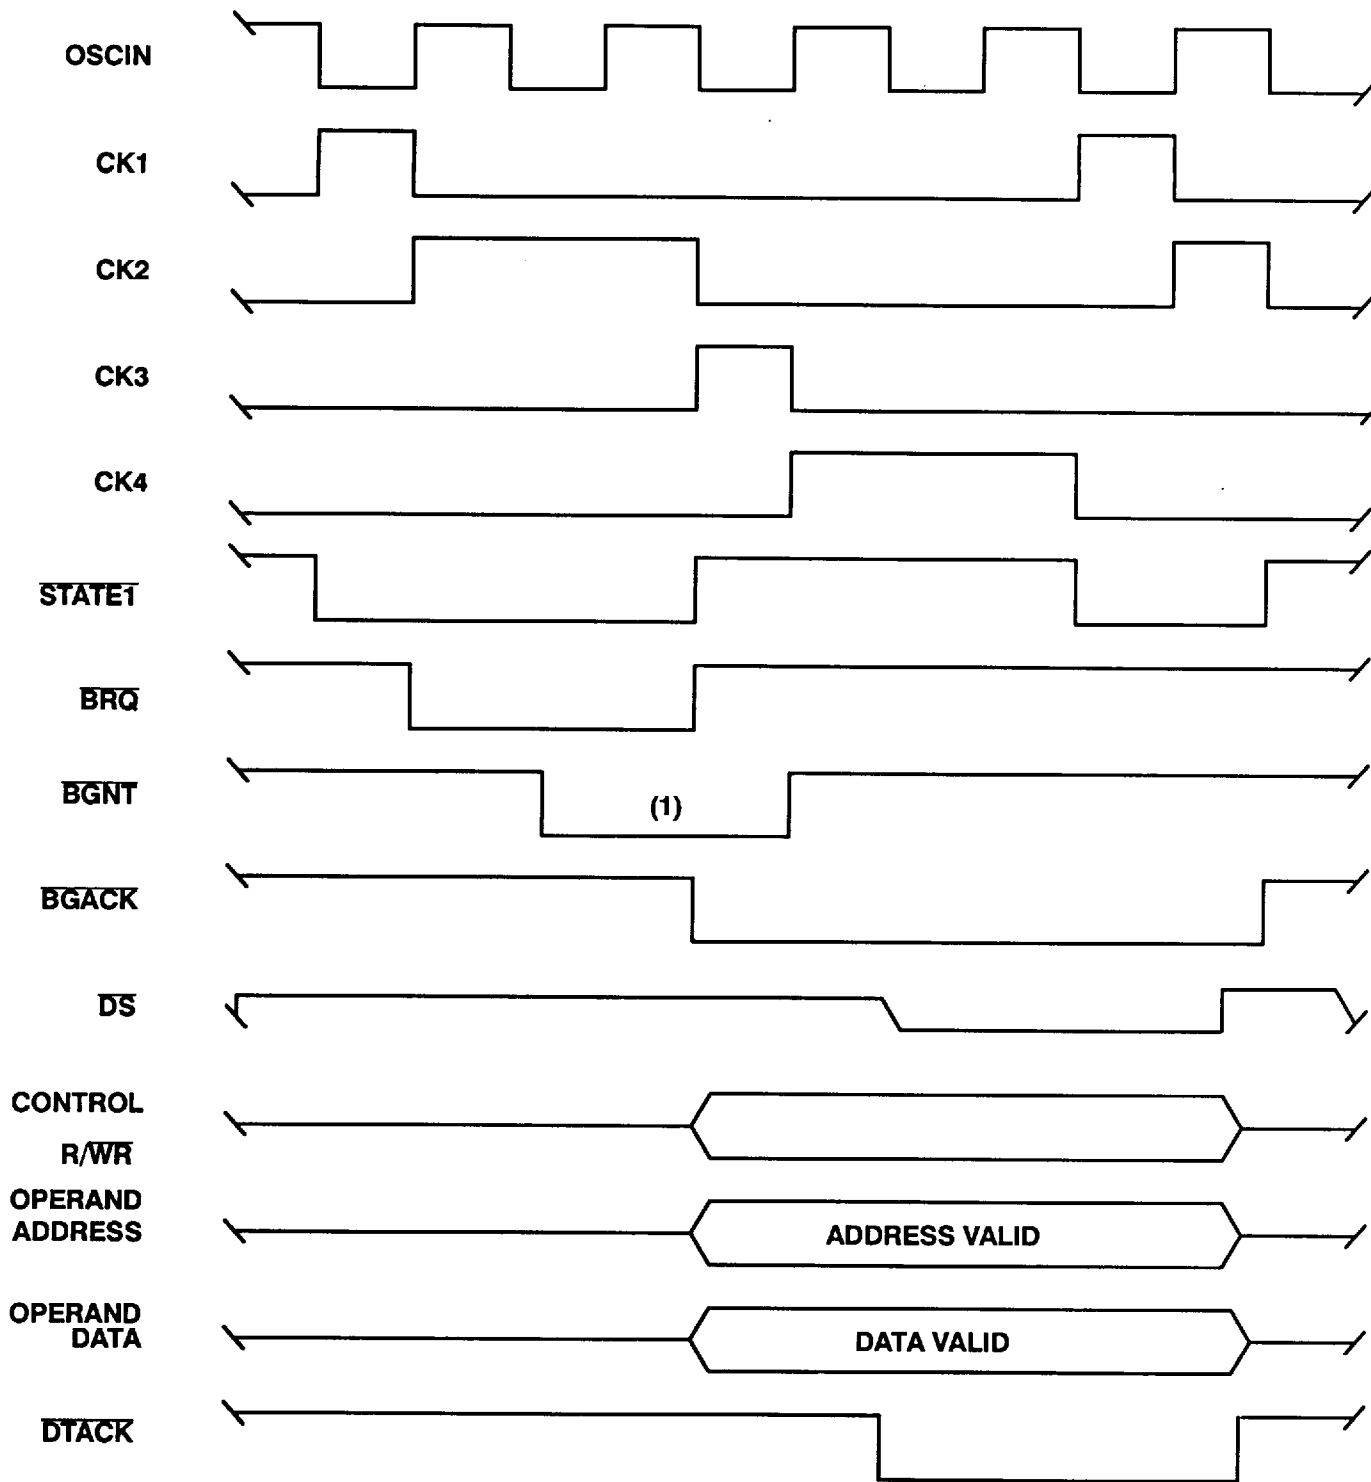 OSCIN
CK1
CK2
CK3
CK4
STATE1
BRQ
BGNT
(1)
BGACK
DS
CONTROL
R/WR
OPERAND
ADDRESS
ADDRESS VALID
OPERAND
DATA
DATA VALID
DTACK